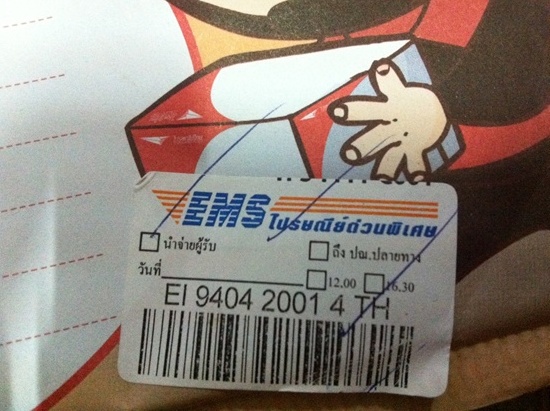 EMS ไปรษณีย์ด่วนพิเศษ
นำจ่ายผู้รับ ถึง ปณ.ปลายทาง
วันที่ 12.00 16.30
EI 9404 2001 4 TH